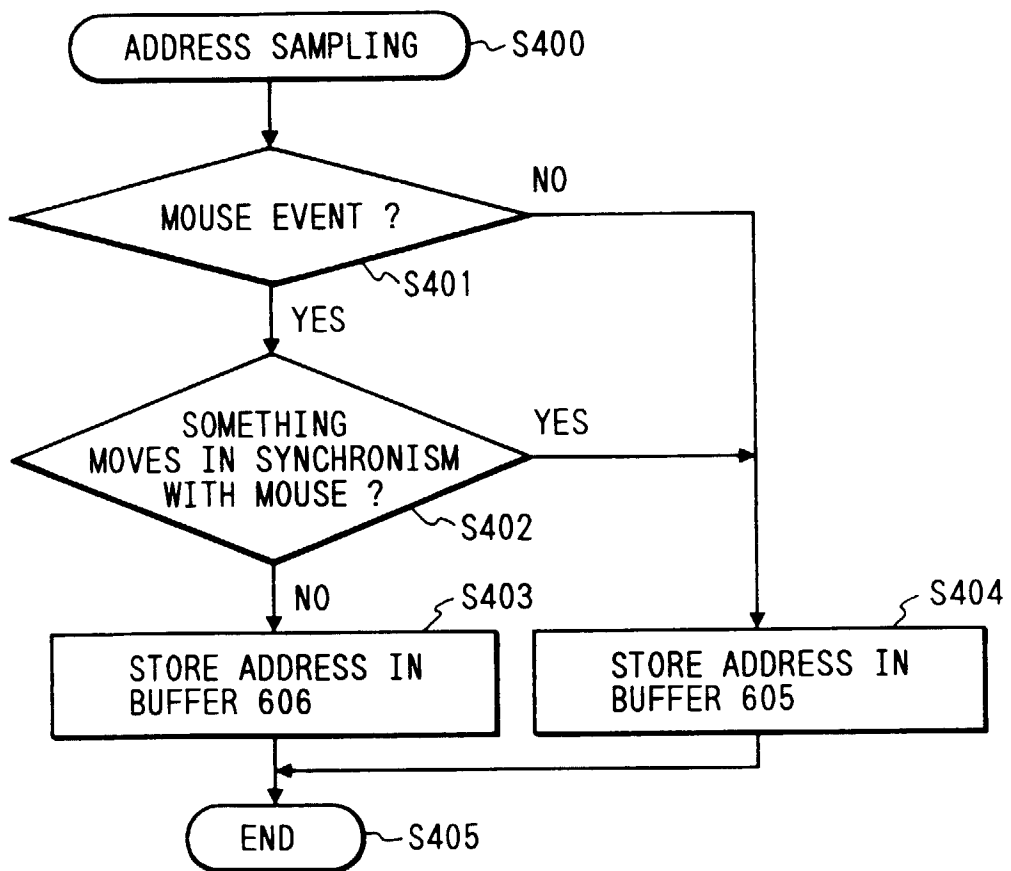 ADDRESS SAMPLING
S400
MOUSE EVENT ?
NO
S401
YES
SOMETHING
MOVES IN SYNCHRONISM
WITH MOUSE ?
YES
S402
NO
S403
S404
STORE ADDRESS IN
BUFFER 606
STORE ADDRESS IN
BUFFER 605
END
S405